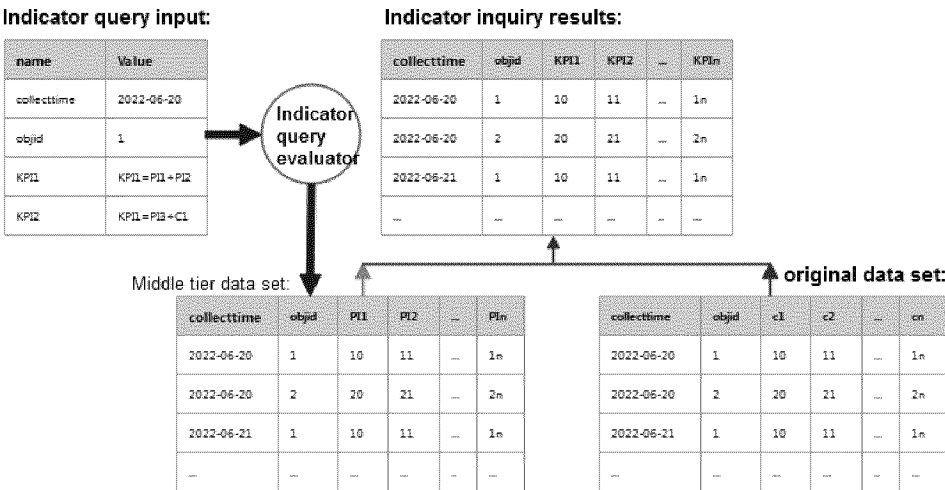 Indicator query input:
name Value
collecttime 2022-06-20
objid 1
KPI1 KPI1=PI1+PI2
KPI2 KPI1=PI3+C1
Indicator
query
evaluator
Indicator inquiry results:
collecttime objid KPI1 KPI2 ... KPIn
2022-06-20 1 10 11 ... 1n
2022-06-20 2 20 21 ... 2n
2022-06-21 1 10 11 ... 1n
... ... ... ... ... ...
Middle tier data set:
collecttime objid PI1 PI2 ... PIn
2022-06-20 1 10 11 ... 1n
2022-06-20 2 20 21 ... 2n
2022-06-21 1 10 11 ... 1n
... ... ... ... ... ...
original data set:
collecttime objid c1 c2 ... cn
2022-06-20 1 10 11 ... 1n
2022-06-20 2 20 21 ... 2n
2022-06-21 1 10 11 ... 1n
... ... ... ... ... ...